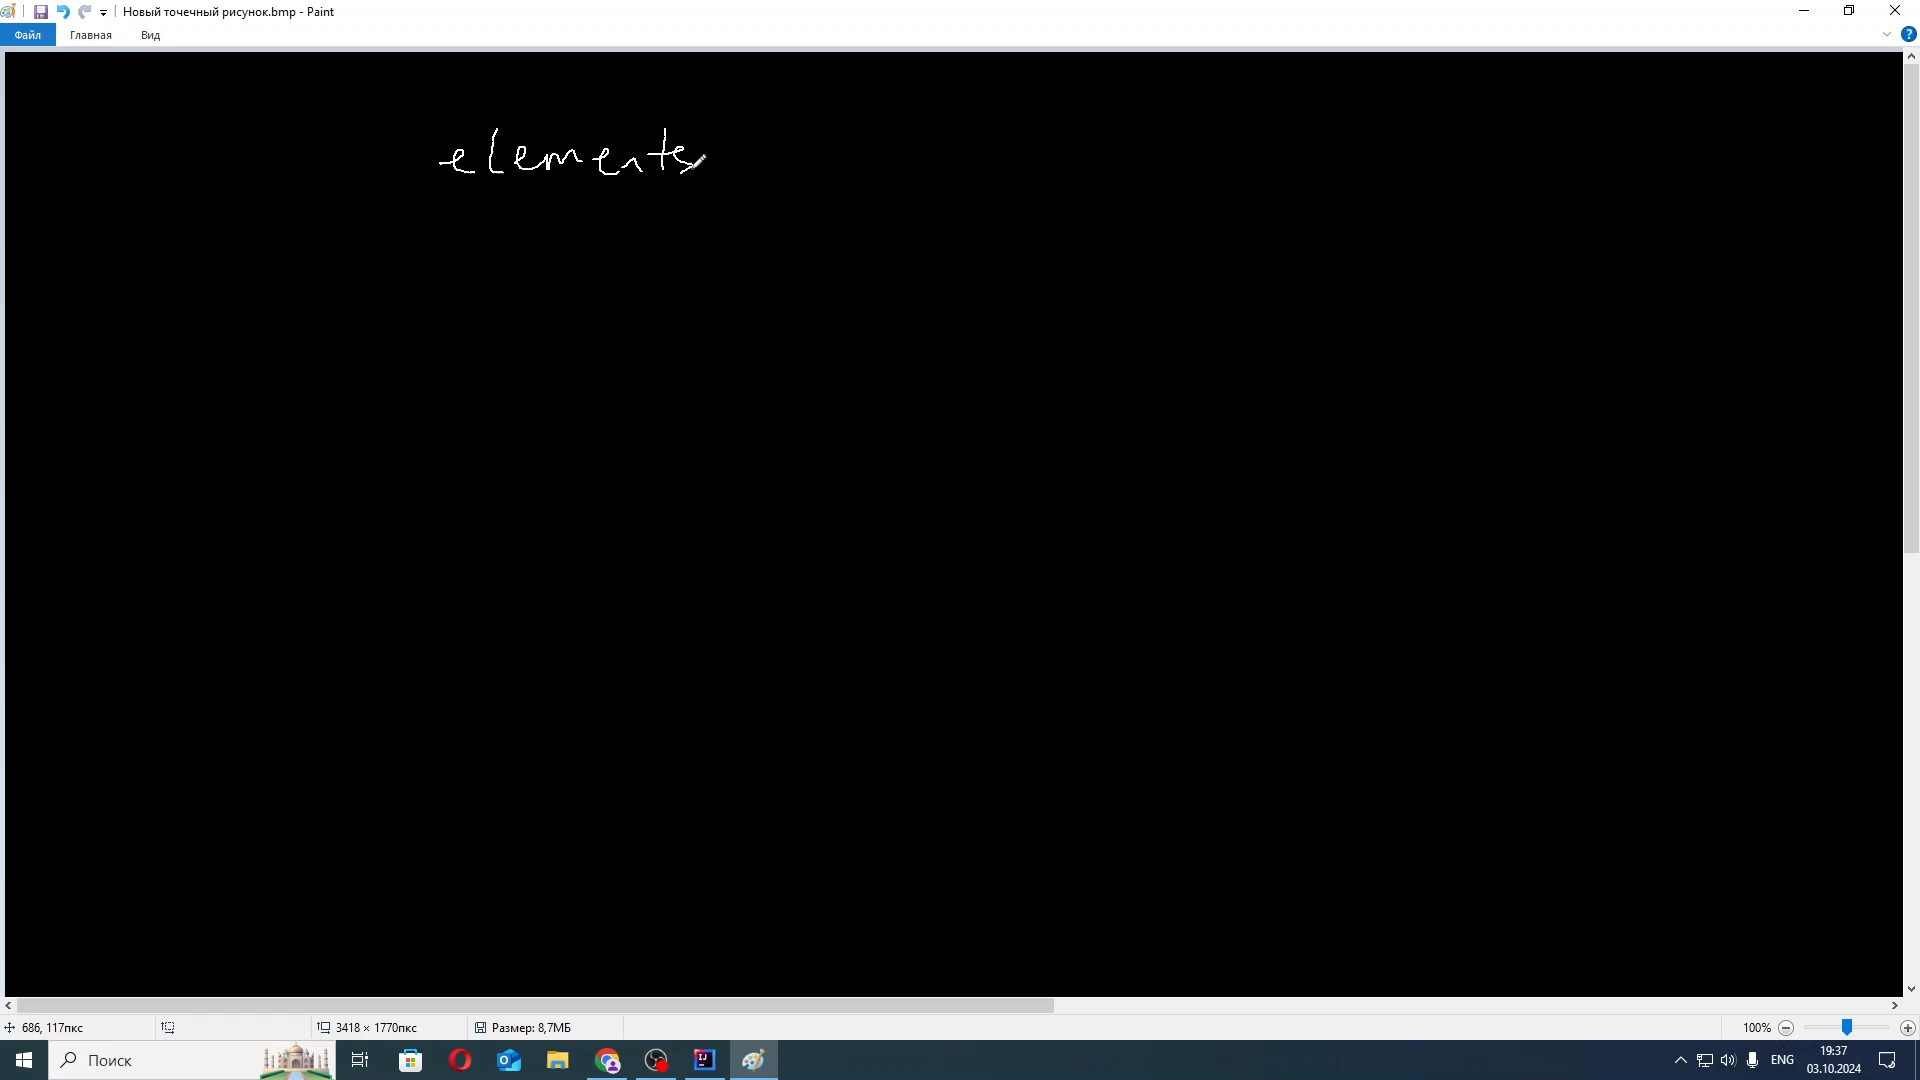 Новый точечный рисунок.bmp - Paint
Файл Главная Вид
elements
686, 117пкс 3418 × 1770пкс Размер: 8,7МБ 100%
Поиск ENG 19:37
03.10.2024